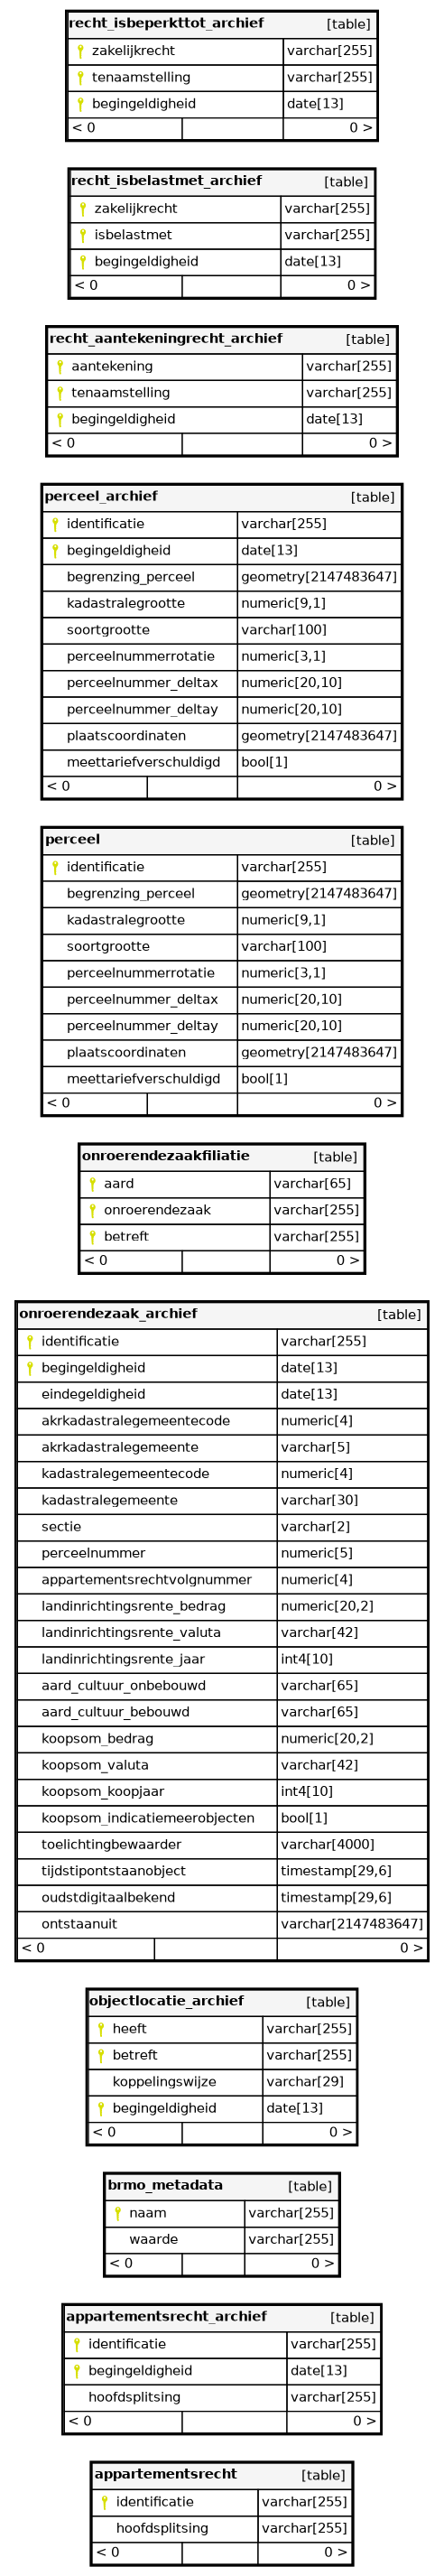 recht_isbeperkttot_archief [table]
zakelijkrecht varchar[255]
tenaamstelling varchar[255]
begingeldigheid date[13]
< 0 0 >
recht_isbelastmet_archief [table]
zakelijkrecht varchar[255]
isbelastmet varchar[255]
begingeldigheid date[13]
< 0 0 >
recht_aantekeningrecht_archief [table]
aantekening varchar[255]
tenaamstelling varchar[255]
begingeldigheid date[13]
< 0 0 >
perceel_archief [table]
identificatie varchar[255]
begingeldigheid date[13]
begrenzing_perceel geometry[2147483647]
kadastralegrootte numeric[9,1]
soortgrootte varchar[100]
perceelnummerrotatie numeric[3,1]
perceelnummer_deltax numeric[20,10]
perceelnummer_deltay numeric[20,10]
plaatscoordinaten geometry[2147483647]
meettariefverschuldigd bool[1]
< 0 0 >
perceel [table]
identificatie varchar[255]
begrenzing_perceel geometry[2147483647]
kadastralegrootte numeric[9,1]
soortgrootte varchar[100]
perceelnummerrotatie numeric[3,1]
perceelnummer_deltax numeric[20,10]
perceelnummer_deltay numeric[20,10]
plaatscoordinaten geometry[2147483647]
meettariefverschuldigd bool[1]
< 0 0 >
onroerendezaakfiliatie [table]
aard varchar[65]
onroerendezaak varchar[255]
betreft varchar[255]
< 0 0 >
onroerendezaak_archief [table]
identificatie varchar[255]
begingeldigheid date[13]
eindegeldigheid date[13]
akrkadastralegemeentecode numeric[4]
akrkadastralegemeente varchar[5]
kadastralegemeentecode numeric[4]
kadastralegemeente varchar[30]
sectie varchar[2]
perceelnummer numeric[5]
appartementsrechtvolgnummer numeric[4]
landinrichtingsrente_bedrag numeric[20,2]
landinrichtingsrente_valuta varchar[42]
landinrichtingsrente_jaar int4[10]
aard_cultuur_onbebouwd varchar[65]
aard_cultuur_bebouwd varchar[65]
koopsom_bedrag numeric[20,2]
koopsom_valuta varchar[42]
koopsom_koopjaar int4[10]
koopsom_indicatiemeerobjecten bool[1]
toelichtingbewaarder varchar[4000]
tijdstipontstaanobject timestamp[29,6]
oudstdigitaalbekend timestamp[29,6]
ontstaanuit varchar[2147483647]
< 0 0 >
objectlocatie_archief [table]
heeft varchar[255]
betreft varchar[255]
koppelingswijze varchar[29]
begingeldigheid date[13]
< 0 0 >
brmo_metadata [table]
naam varchar[255]
waarde varchar[255]
< 0 0 >
appartementsrecht_archief [table]
identificatie varchar[255]
begingeldigheid date[13]
hoofdsplitsing varchar[255]
< 0 0 >
appartementsrecht [table]
identificatie varchar[255]
hoofdsplitsing varchar[255]
< 0 0 >